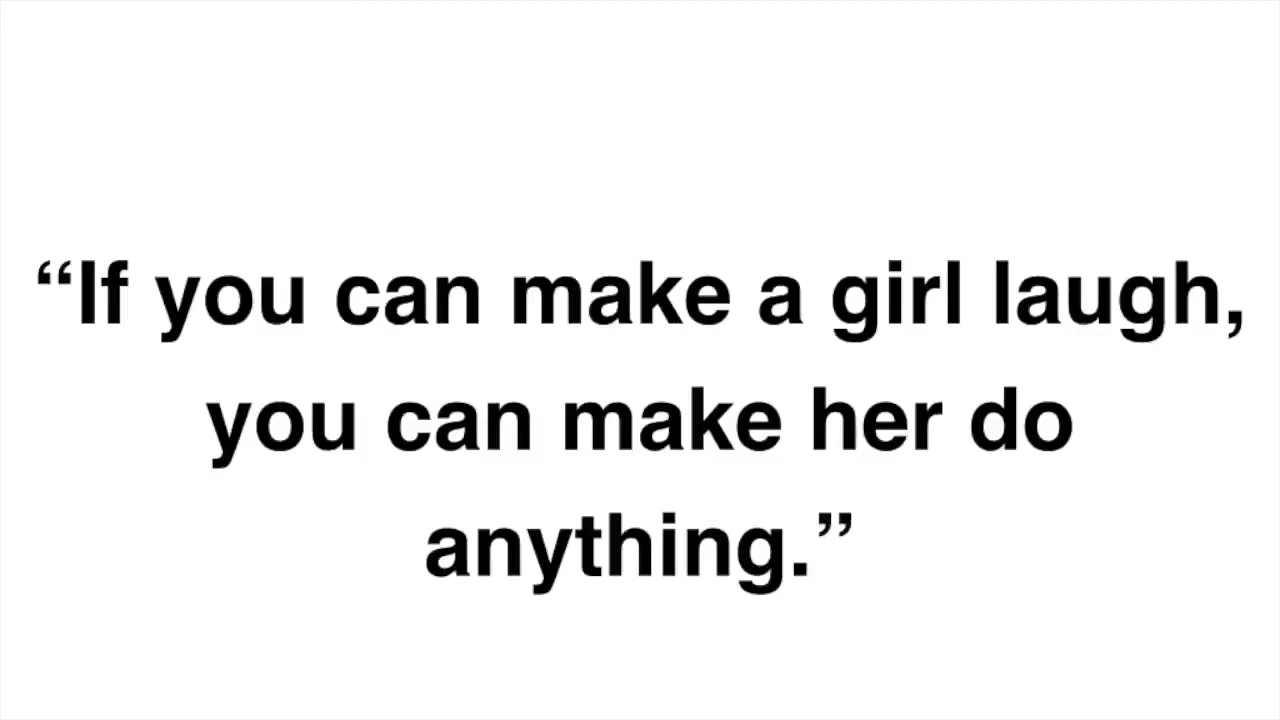 “If you can make a girl laugh,
you can make her do
anything.”